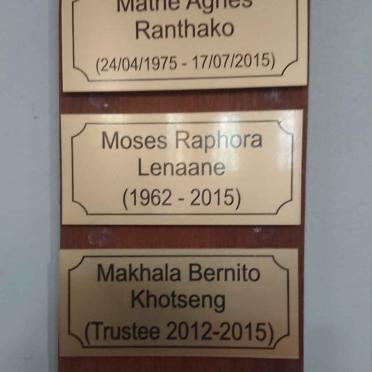 Mathe Agnes
Ranthako
(24/04/1975 - 17/07/2015)
Moses Raphora
Lenaane
(1962 - 2015)
Makhala Bernito
Khotseng
(Trustee 2012-2015)